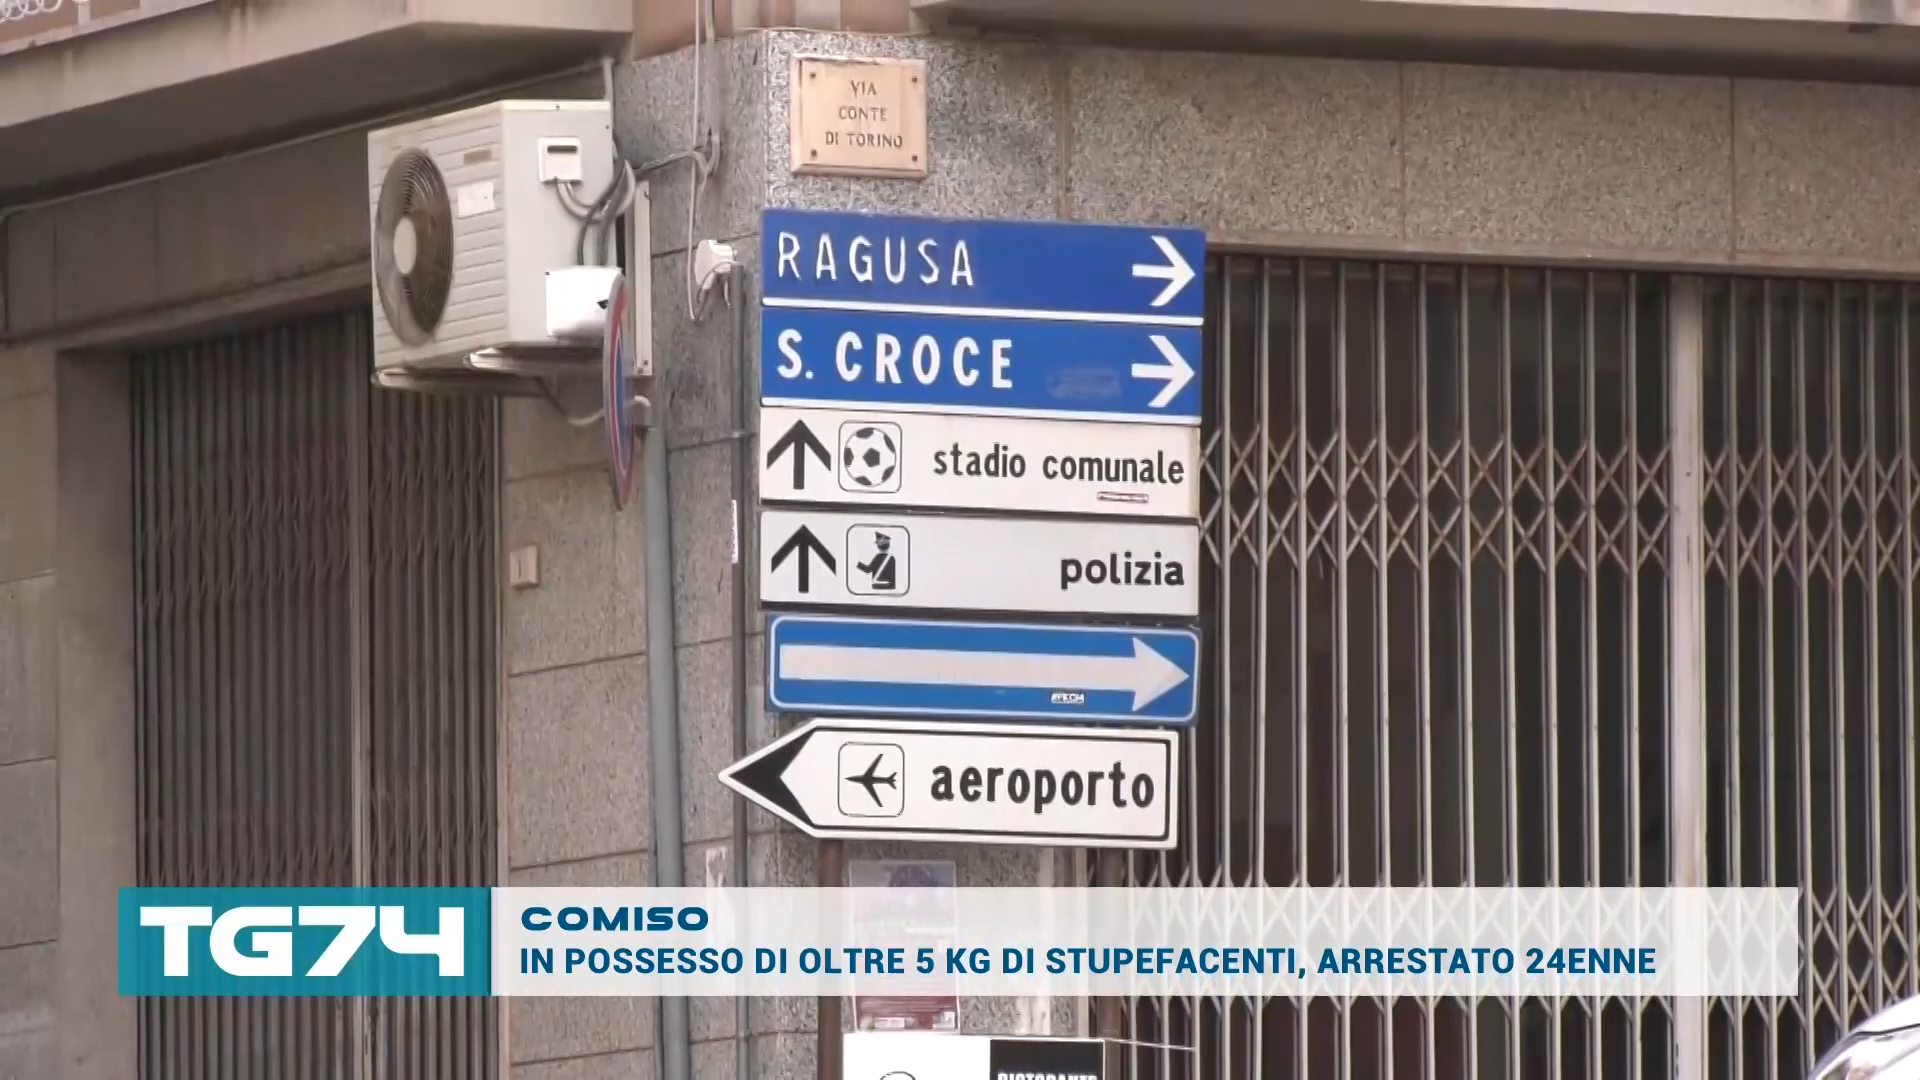 VIA
CONTE
DI TORINO
RAGUSA
S. CROCE
stadio comunale
polizia
aeroporto
TG74
COMISO
IN POSSESSO DI OLTRE 5 KG DI STUPEFACENTI, ARRESTATO 24ENNE
RISTORANTE